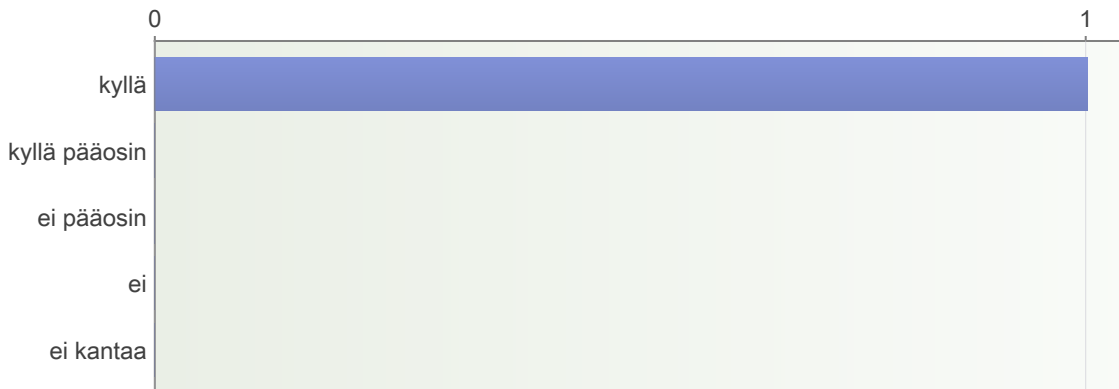 0 1
kyllä
kyllä pääosin
ei pääosin
ei
ei kantaa